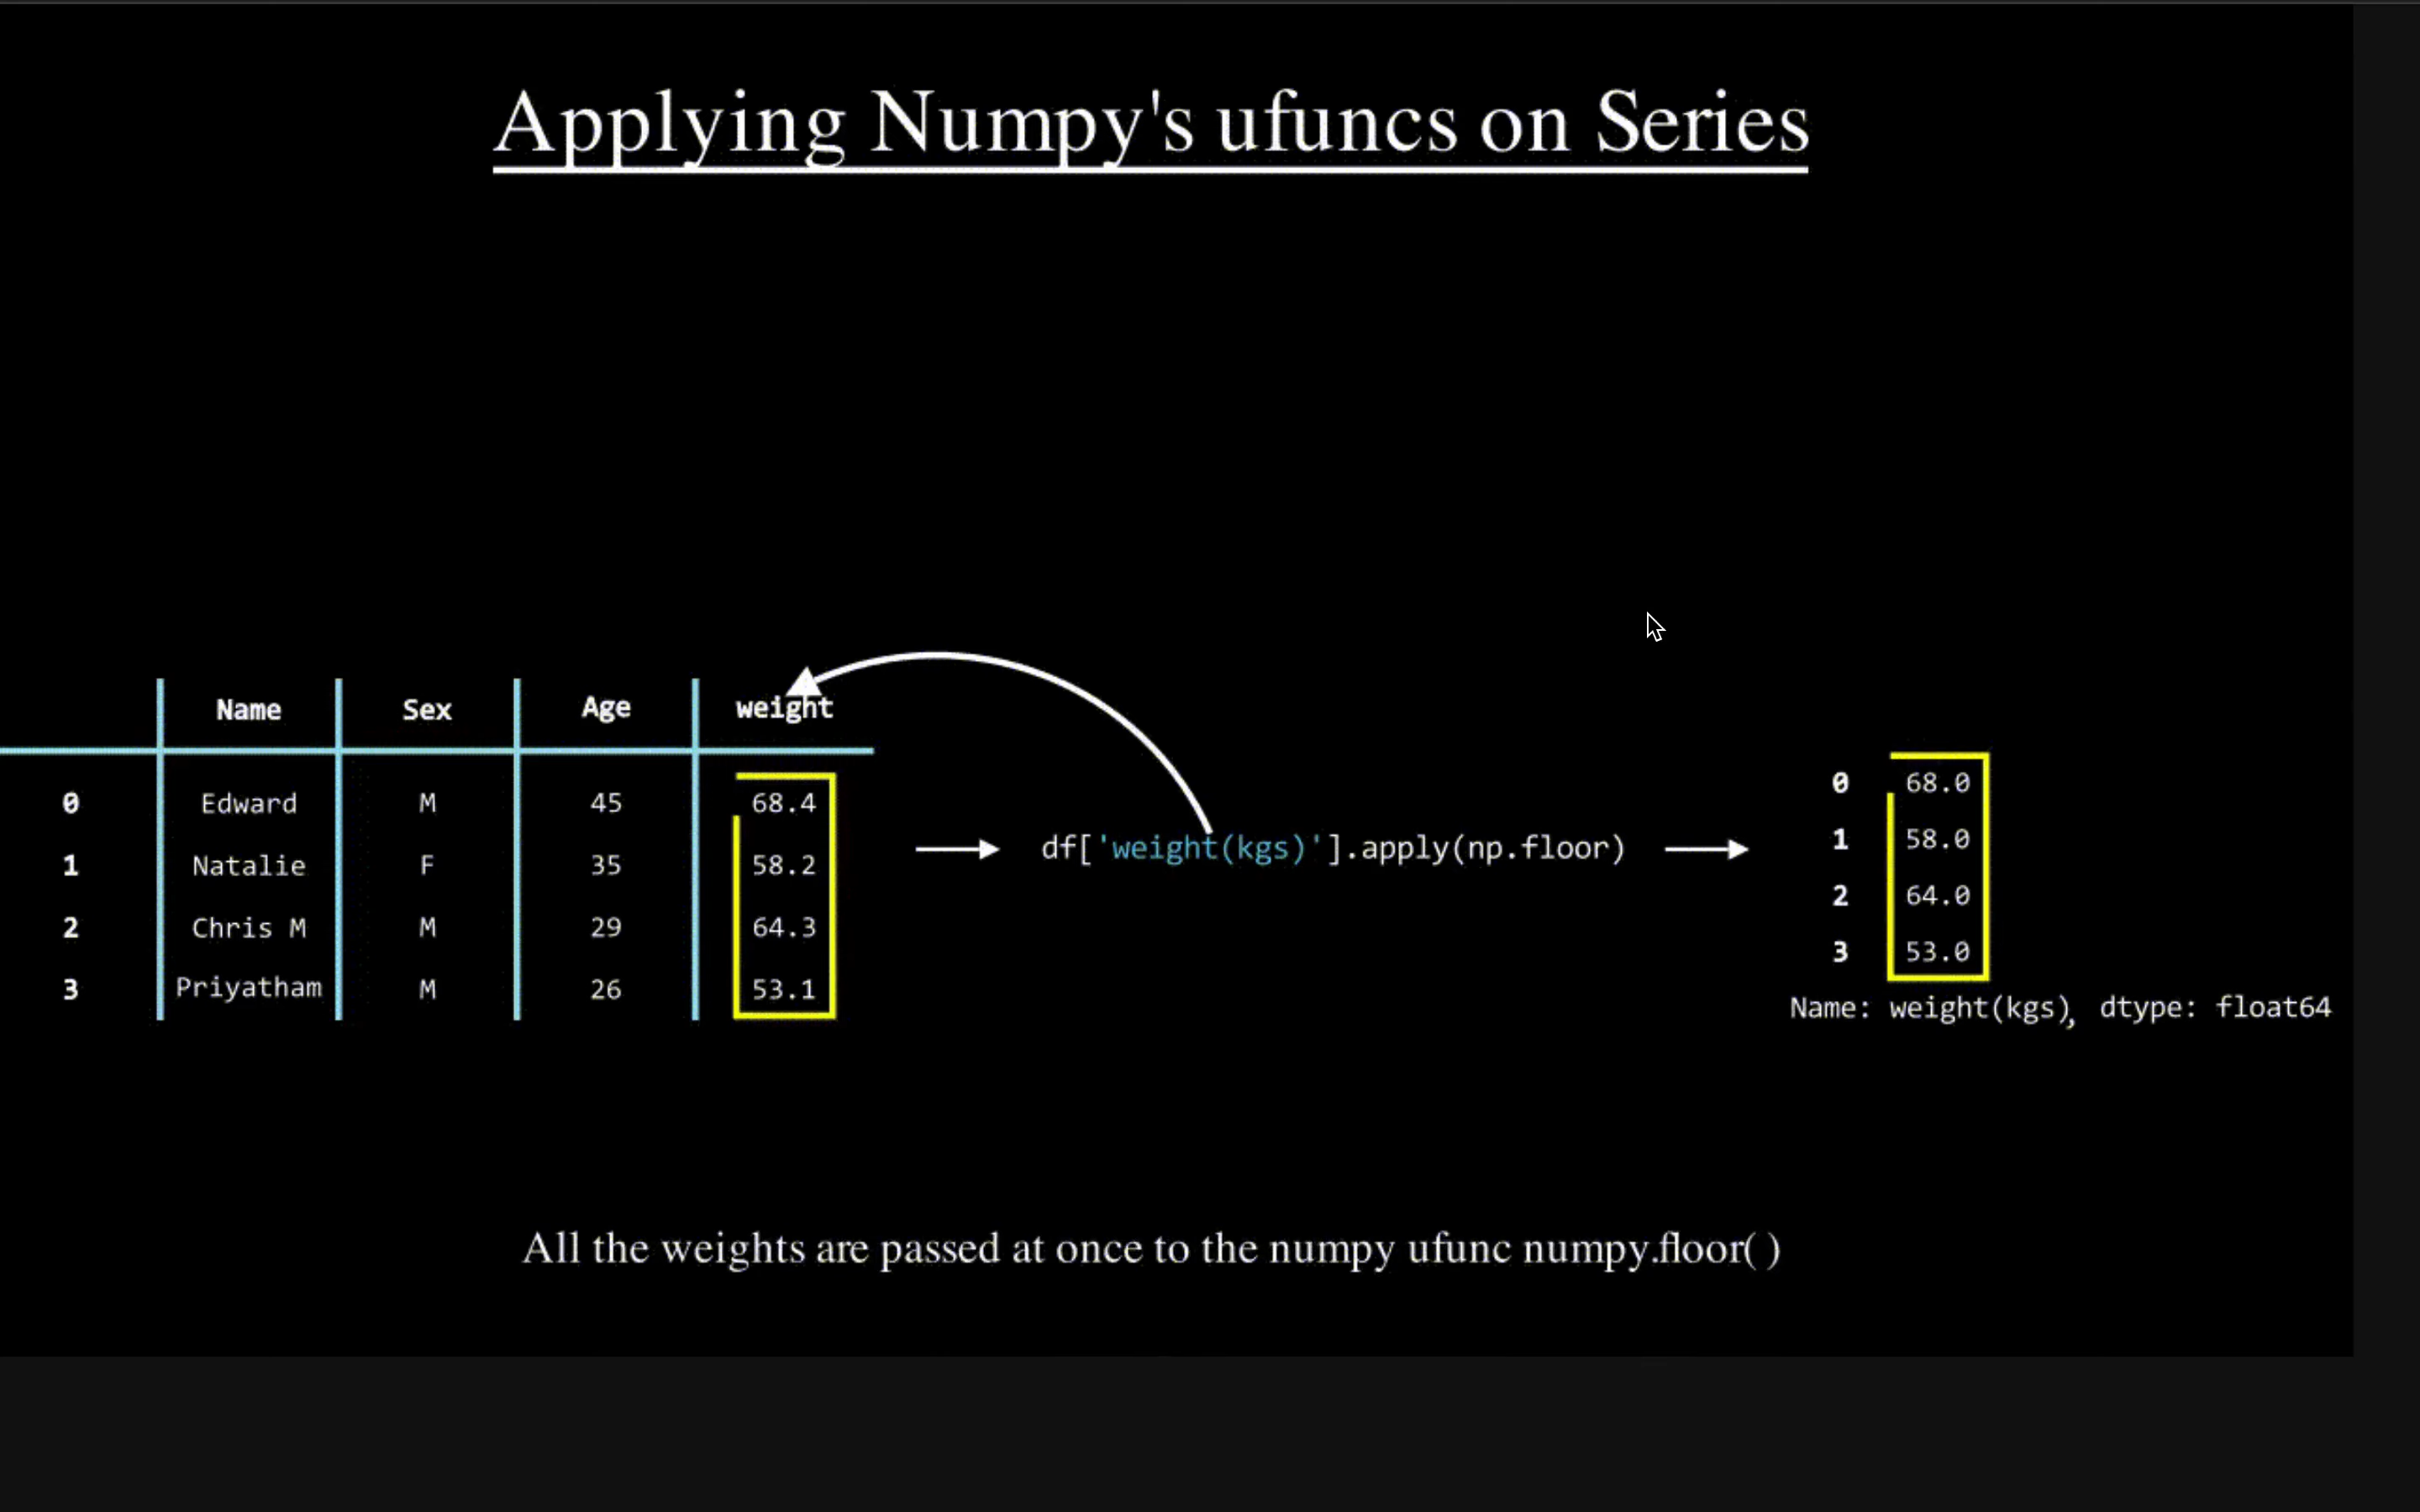 Applying Numpy's ufuncs on Series
Name Sex Age weight
0 Edward M 45 68.4
1 Natalie F 35 58.2
2 Chris M M 29 64.3
3 Priyatham M 26 53.1
df['weight(kgs)'].apply(np.floor)
0 68.0
1 58.0
2 64.0
3 53.0
Name: weight(kgs), dtype: float64
All the weights are passed at once to the numpy ufunc numpy.floor( )